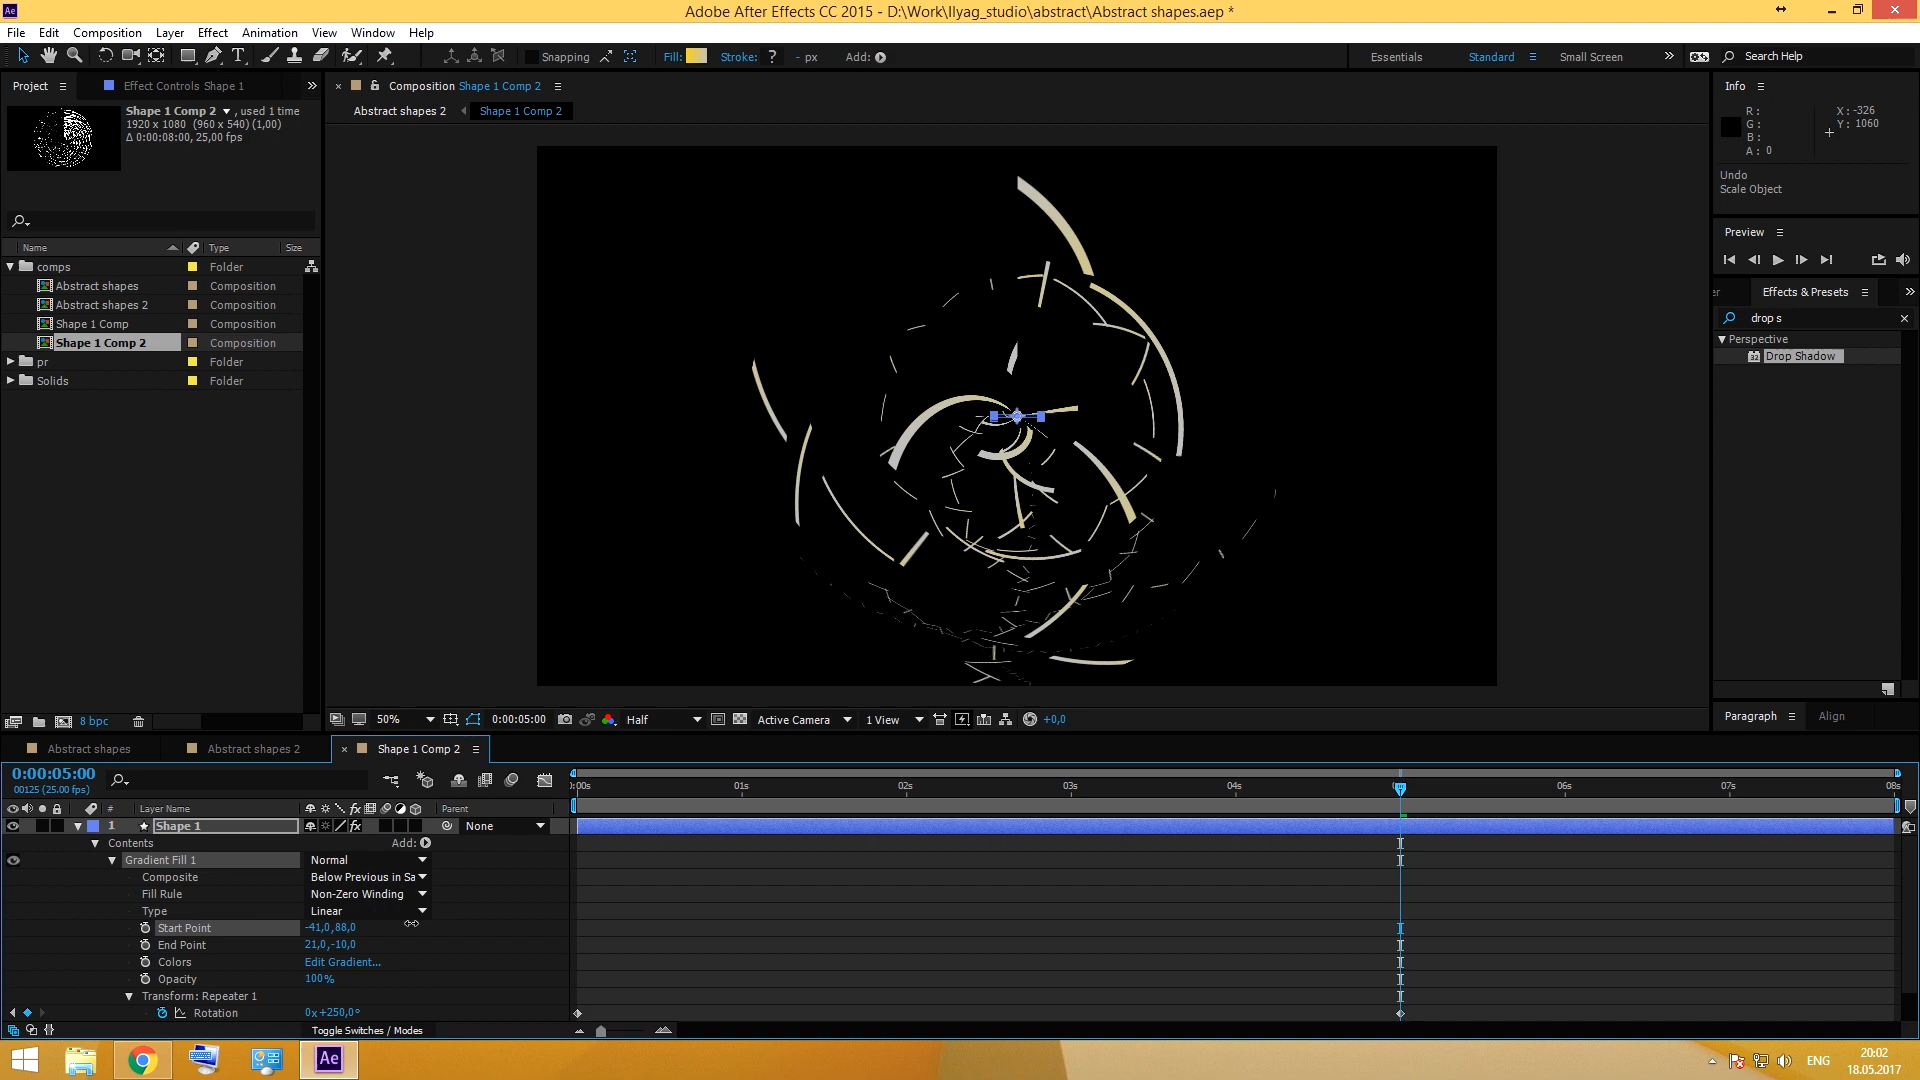 Adobe After Effects CC 2015 - D:\Work\Ilyag_studio\abstract\Abstract shapes.aep *
File Edit Composition Layer Effect Animation View Window Help
Snapping Fill: Stroke: ? - px Add: Essentials Standard Small Screen » Search Help
Project Effect Controls Shape 1 »
Composition Shape 1 Comp 2
Info
Abstract shapes 2 Shape 1 Comp 2
Shape 1 Comp 2 , used 1 time
1920 x 1080 (960 x 540) (1,00)
Δ 0:00:08:00, 25,00 fps
R:
G:
B:
A: 0
X: -326
Y: 1060
Undo
Scale Object
Preview
Name Type Size
comps Folder
Abstract shapes Composition
Abstract shapes 2 Composition
Shape 1 Comp Composition
Shape 1 Comp 2 Composition
pr Folder
Solids Folder
er Effects & Presets »
drop s
Perspective
32 Drop Shadow
8 bpc
50% 0:00:05:00 Half Active Camera 1 View +0,0
Paragraph Align
Abstract shapes Abstract shapes 2 Shape 1 Comp 2
0:00:05:00
00125 (25.00 fps)
:00s 01s 02s 03s 04s 06s 07s 08s
# Layer Name fx Parent
1 Shape 1 fx None
Contents Add:
Gradient Fill 1 Normal
Composite Below Previous in Sa
Fill Rule Non-Zero Winding
Type Linear
Start Point -41,0,88,0
End Point 21,0,-10,0
Colors Edit Gradient...
Opacity 100%
Transform: Repeater 1
Rotation 0x+250,0°
Toggle Switches / Modes
Ae
ENG
20:02
18.05.2017